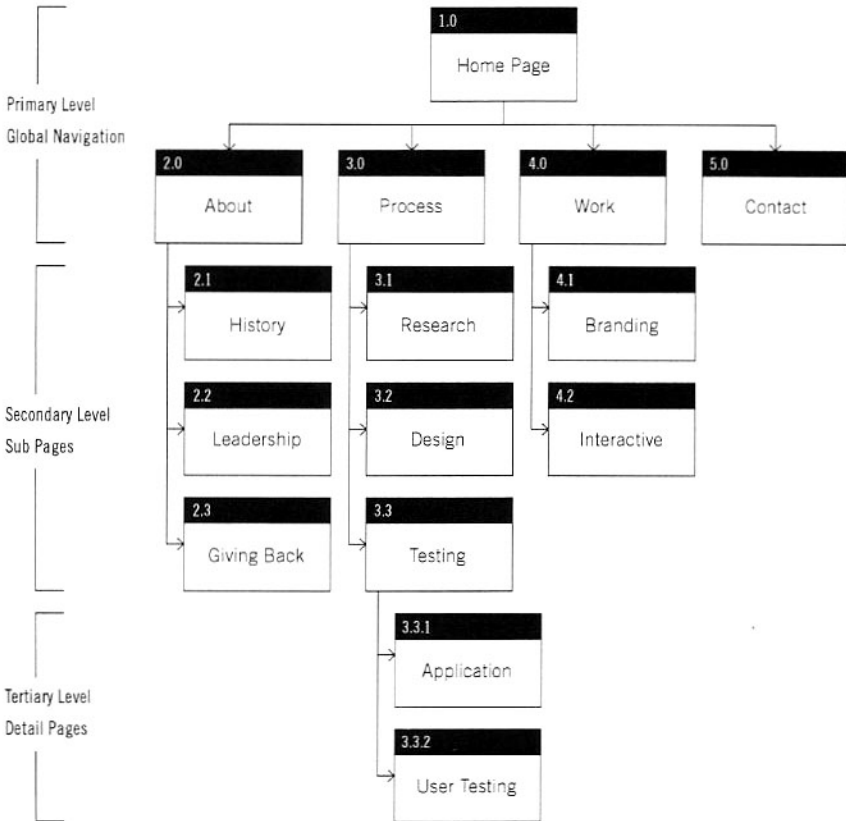 1.0
Home Page
Primary Level
Global Navigation
2.0
About
3.0
Process
4.0
Work
5.0
Contact
Secondary Level
Sub Pages
2.1
History
3.1
Research
4.1
Branding
2.2
Leadership
3.2
Design
4.2
Interactive
2.3
Giving Back
3.3
Testing
Tertiary Level
Detail Pages
3.3.1
Application
3.3.2
User Testing